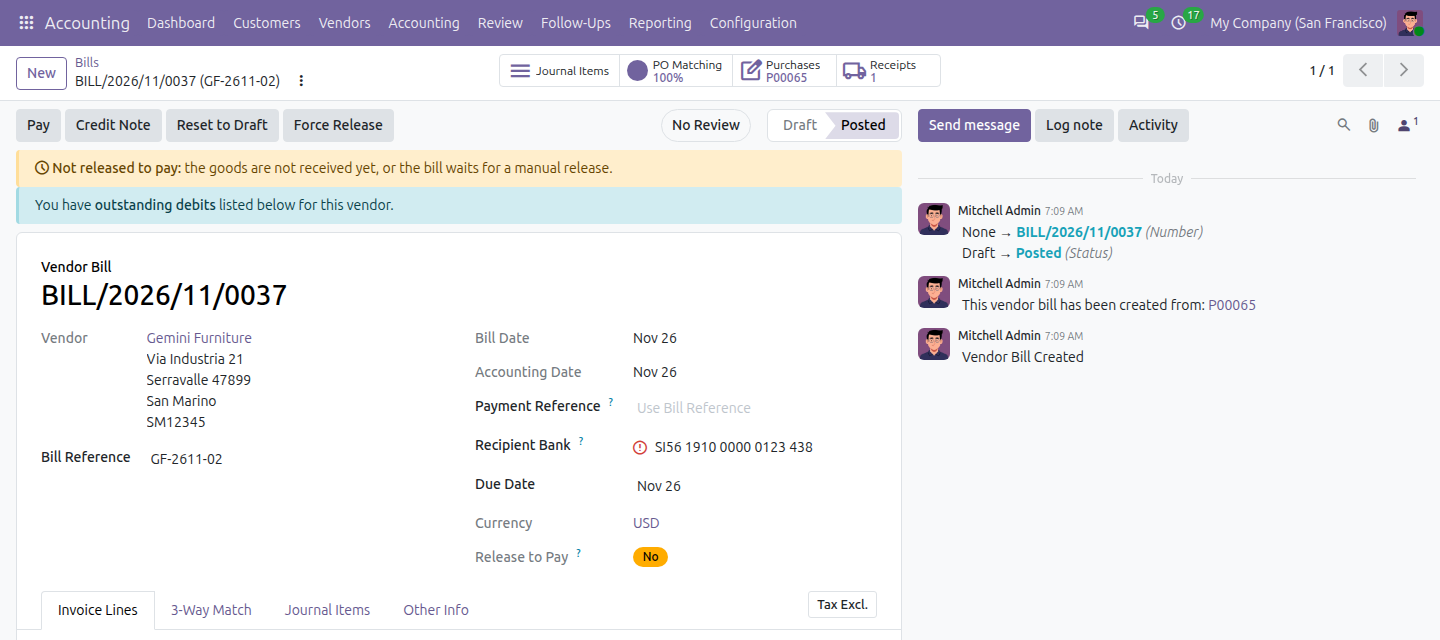 Accounting Dashboard Customers Vendors Accounting Review Follow-Ups Reporting Configuration 5 17 My Company (San Francisco)
New
Bills
BILL/2026/11/0037 (GF-2611-02)
Journal Items
PO Matching
100%
Purchases
P00065
Receipts
1
1 / 1
Pay Credit Note Reset to Draft Force Release No Review Draft Posted
Send message Log note Activity 1
Not released to pay: the goods are not received yet, or the bill waits for a manual release.
You have outstanding debits listed below for this vendor.
Vendor Bill
BILL/2026/11/0037
Vendor
Gemini Furniture
Via Industria 21
Serravalle 47899
San Marino
SM12345
Bill Reference GF-2611-02
Bill Date Nov 26
Accounting Date Nov 26
Payment Reference ? Use Bill Reference
Recipient Bank ? SI56 1910 0000 0123 438
Due Date Nov 26
Currency USD
Release to Pay ? No
Invoice Lines 3-Way Match Journal Items Other Info Tax Excl.
Today
Mitchell Admin 7:09 AM
None → BILL/2026/11/0037 (Number)
Draft → Posted (Status)
Mitchell Admin 7:09 AM
This vendor bill has been created from: P00065
Mitchell Admin 7:09 AM
Vendor Bill Created